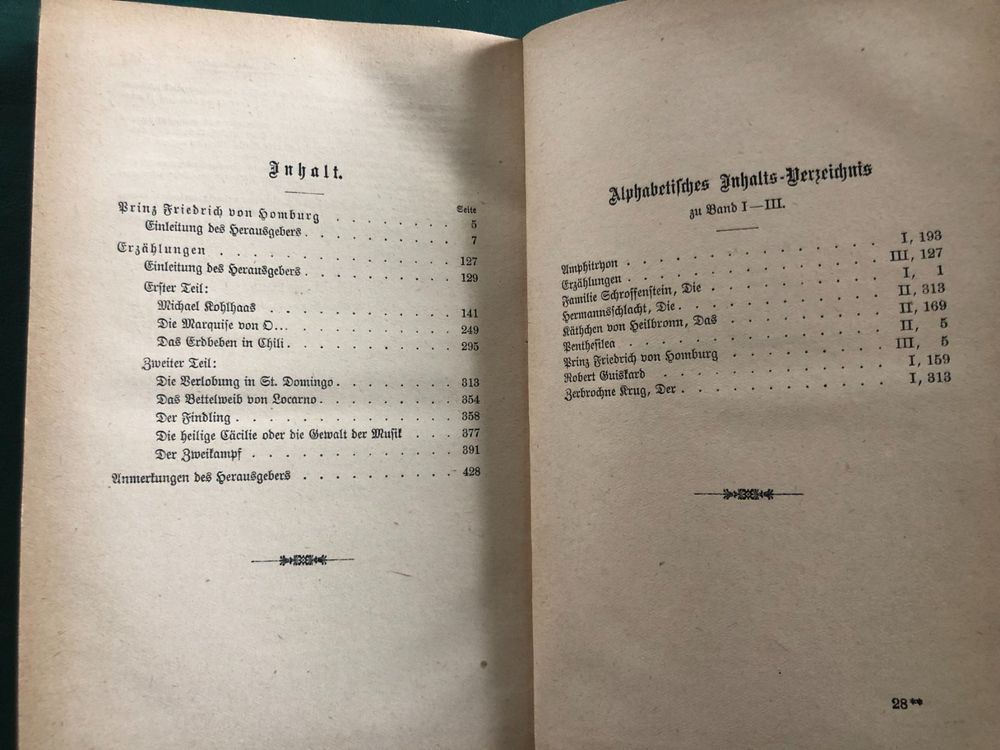 Inhalt.
Seite
Prinz Friedrich von Homburg . . . . . . . . 5
Einleitung des Herausgebers . . . . . . . . 7
Erzählungen . . . . . . . . . . . 127
Einleitung des Herausgebers . . . . . . . . 129
Erster Teil:
Michael Kohlhaas . . . . . . . . . . 141
Die Marquise von O... . . . . . . . . . 249
Das Erdbeben in Chili . . . . . . . . . 295
Zweiter Teil:
Die Verlobung in St. Domingo . . . . . . . 313
Das Bettelweib von Locarno . . . . . . . . 354
Der Findling . . . . . . . . . . . 358
Die heilige Cäcilie oder die Gewalt der Musik . . . 377
Der Zweikampf . . . . . . . . . . . 391
Anmerkungen des Herausgebers . . . . . . . . 428
Alphabetisches Inhalts-Verzeichnis
zu Band I—III.
Amphitryon . . . . . . . . . . I, 193
Erzählungen . . . . . . . . . . III, 127
Familie Schroffenstein, Die . . . . . . . I, 1
Hermannsschlacht, Die . . . . . . . . II, 313
Käthchen von Heilbronn, Das . . . . . . . II, 169
Penthesilea . . . . . . . . . . II, 5
Prinz Friedrich von Homburg . . . . . . . III, 5
Robert Guiskard . . . . . . . . . I, 159
Zerbrochne Krug, Der . . . . . . . . . I, 313
28**